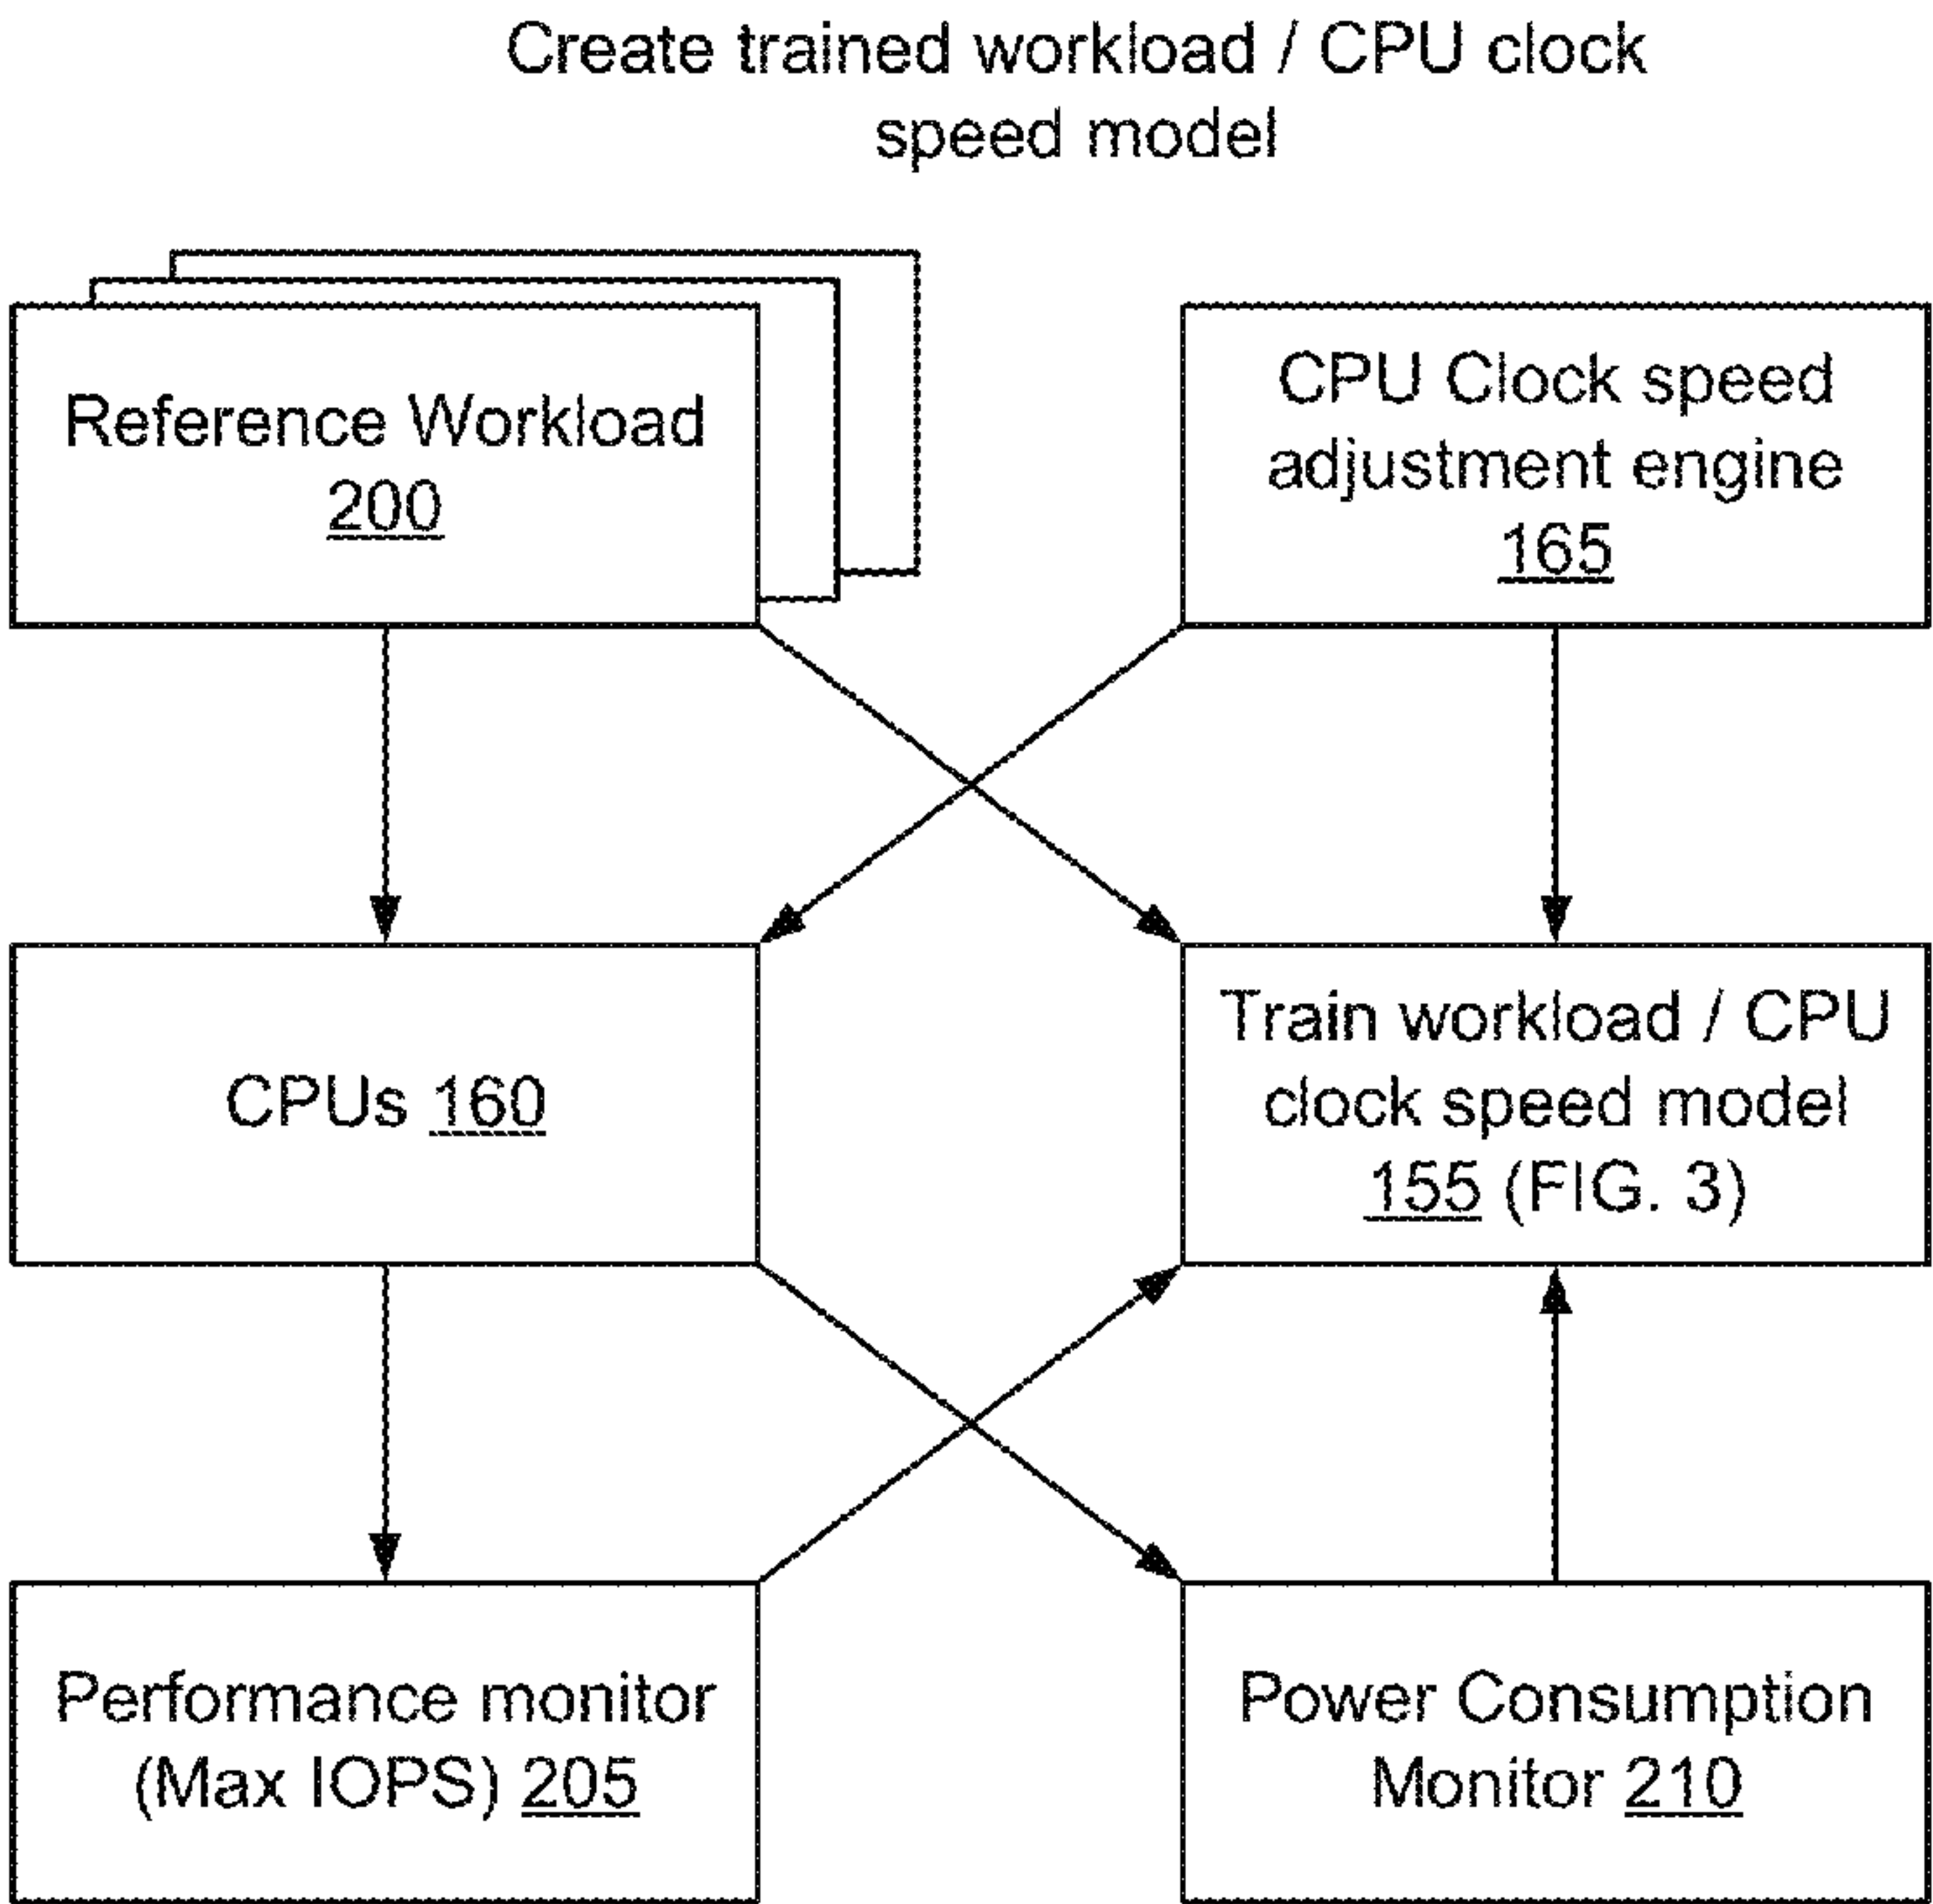 Create trained workload / CPU clock
speed model
Reference Workload
200
CPU Clock speed
adjustment engine
165
CPUs 160
Train workload / CPU
clock speed model
155 (FIG. 3)
Performance monitor
(Max IOPS) 205
Power Consumption
Monitor 210